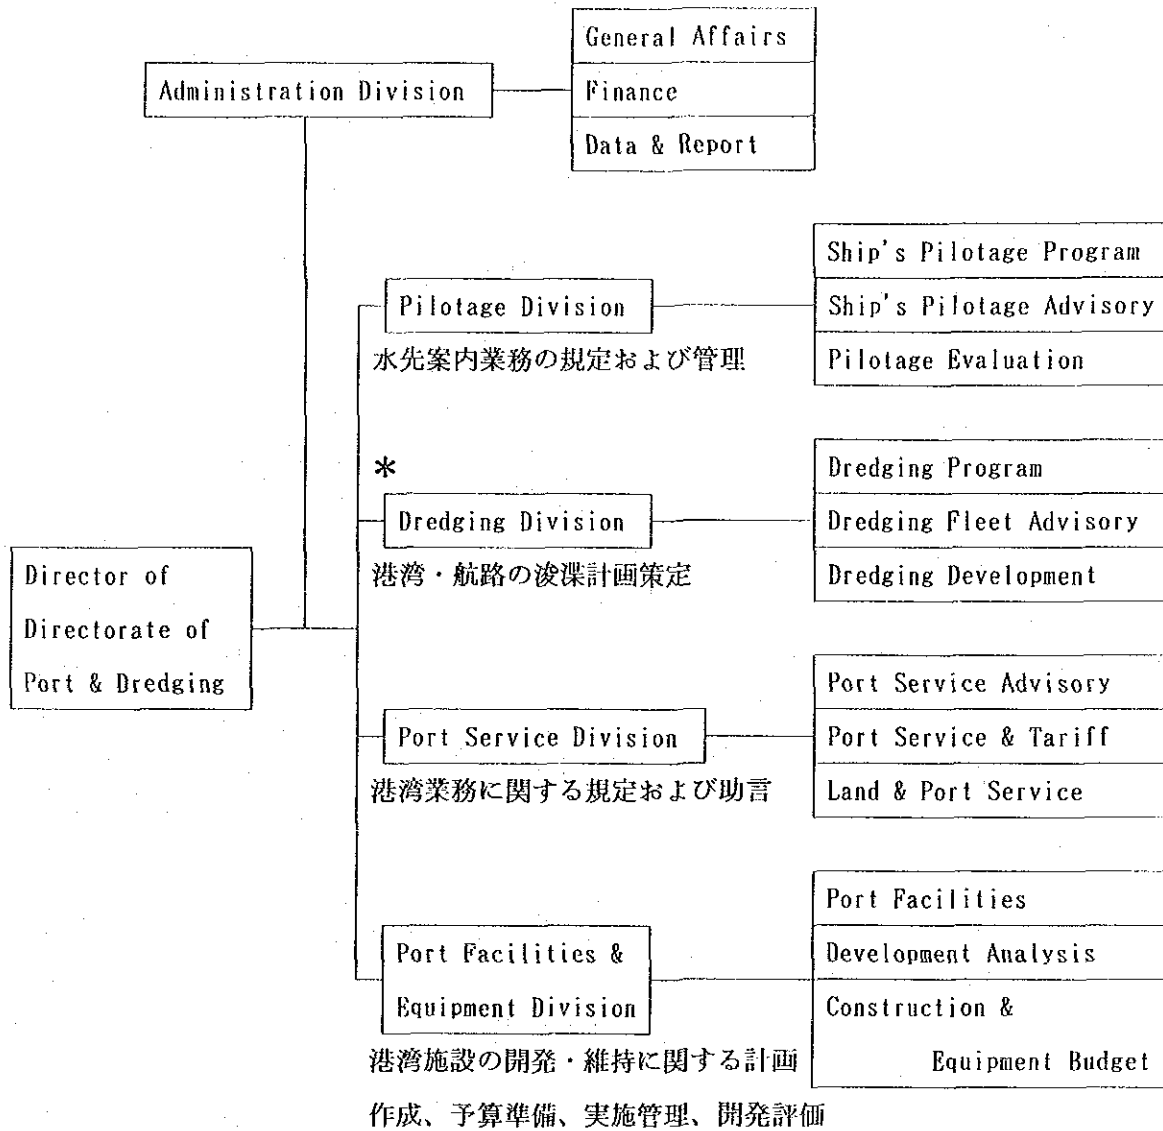 General Affairs
Administration Division
Finance
Data & Report
Ship's Pilotage Program
Pilotage Division
Ship's Pilotage Advisory
水先案内業務の規定および管理
Pilotage Evaluation
*
Dredging Program
Dredging Division
Dredging Fleet Advisory
港湾・航路の浚渫計画策定
Dredging Development
Director of
Directorate of
Port & Dredging
Port Service Advisory
Port Service Division
Port Service & Tariff
港湾業務に関する規定および助言
Land & Port Service
Port Facilities
Port Facilities &
Equipment Division
Development Analysis
Construction &
Equipment Budget
港湾施設の開発・維持に関する計画
作成、予算準備、実施管理、開発評価